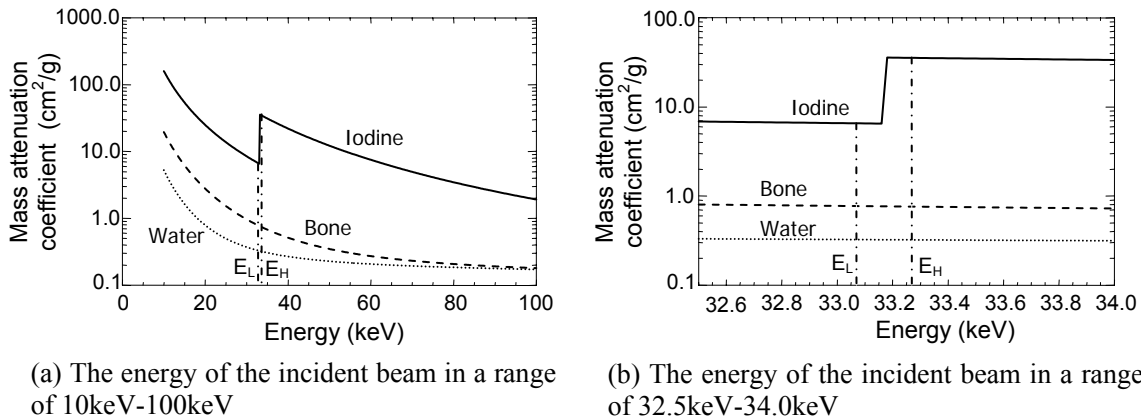 1000.0
100.0
10.0
1.0
0.1
Mass attenuation
coefficient (cm²/g)
Iodine
Bone
Water
E_L
E_H
0
20
40
60
80
100
Energy (keV)
(a) The energy of the incident beam in a range
of 10keV-100keV
100.0
10.0
1.0
0.1
Mass attenuation
coefficient (cm²/g)
Iodine
Bone
Water
E_L
E_H
32.6
32.8
33.0
33.2
33.4
33.6
33.8
34.0
Energy (keV)
(b) The energy of the incident beam in a range
of 32.5keV-34.0keV